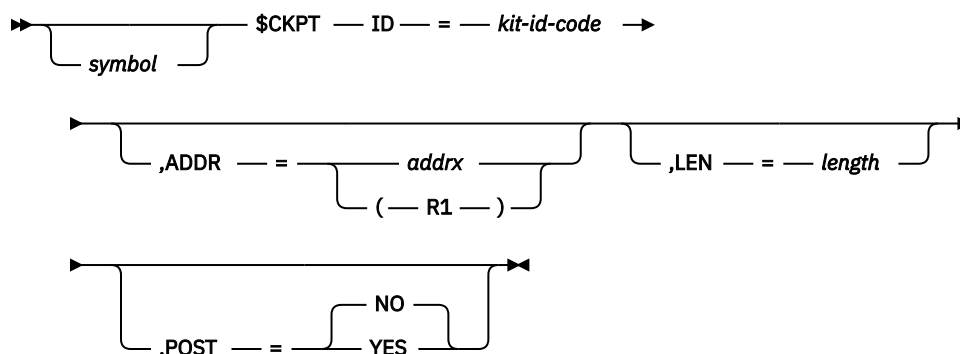 $CKPT ID = kit-id-code
symbol
,ADDR = addrx ,LEN = length
( R1 )
NO
,POST = YES